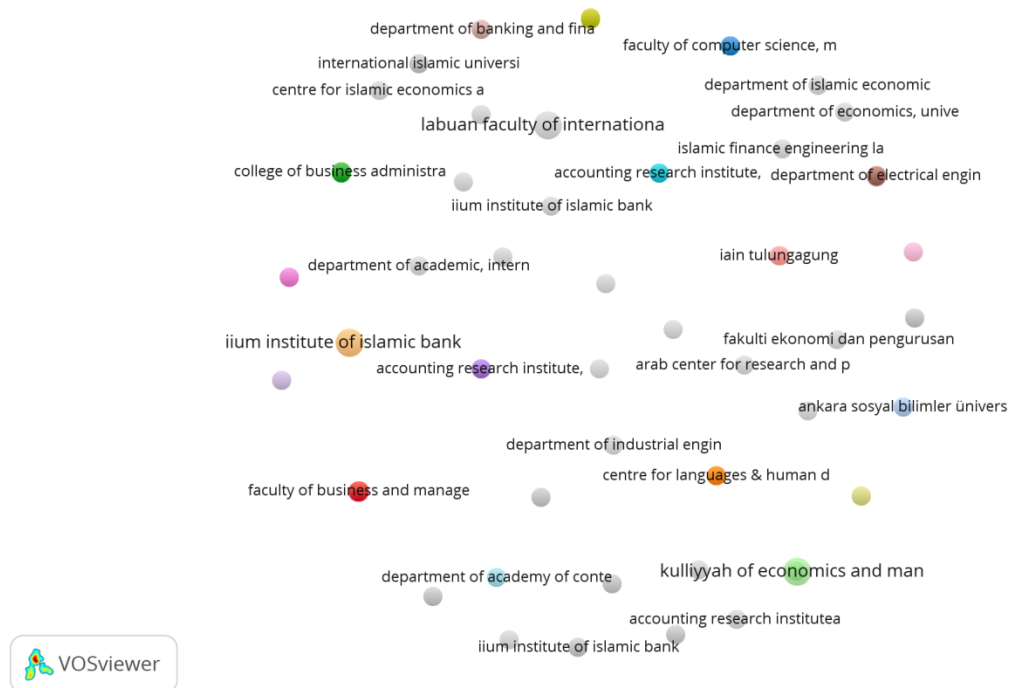 department of banking and fina
faculty of computer science, m
international islamic universi
department of islamic economic
centre for islamic economics a
department of economics, unive
labuan faculty of internationa
islamic finance engineering la
college of business administra
accounting research institute,
department of electrical engin
iium institute of islamic bank
iain tulungagung
department of academic, intern
fakulti ekonomi dan pengurusan
iium institute of islamic bank
arab center for research and p
accounting research institute,
ankara sosyal bilimler ünivers
department of industrial engin
centre for languages & human d
faculty of business and manage
kulliyyah of economics and man
department of academy of conte
accounting research institutea
iium institute of islamic bank
VOSviewer